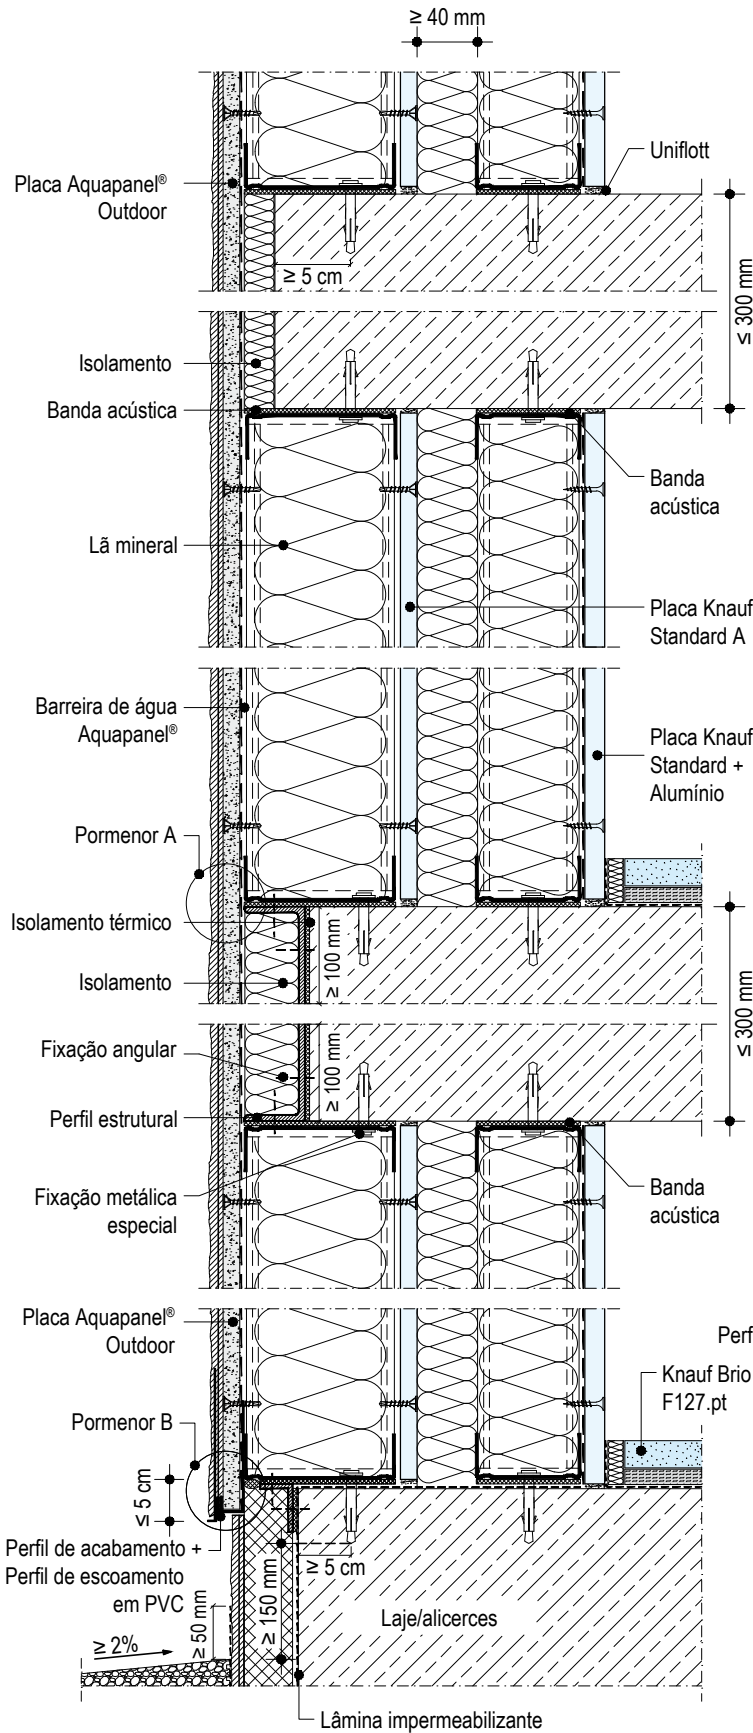 ≥ 40 mm
Uniflott
Placa Aquapanel®
Outdoor
≥ 5 cm
≤ 300 mm
Isolamento
Banda acústica
Banda
acústica
Lã mineral
Placa Knauf
Standard A
Barreira de água
Aquapanel®
Placa Knauf
Standard +
Alumínio
Pormenor A
Isolamento térmico
≥ 100 mm
Isolamento
≤ 300 mm
Fixação angular
≥ 100 mm
Perfil estrutural
Fixação metálica
especial
Banda
acústica
Placa Aquapanel®
Outdoor
Perf
Knauf Brio
F127.pt
Pormenor B
≤ 5 cm
Perfil de acabamento +
Perfil de escoamento
em PVC
≥ 5 cm
≥ 150 mm
≥ 50 mm
Laje/alicerces
≥ 2%
Lâmina impermeabilizante